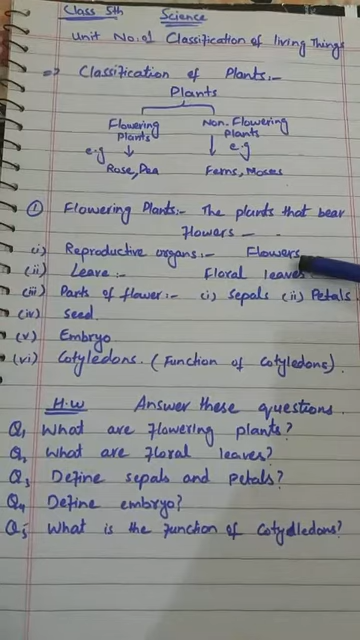 Class 5th Science
Unit No.01 Classification of living Things
=> Classification of Plants:-
Plants
Flowering Plants Non-Flowering Plants
e.g e.g
Rose, Pea Ferns, Moses
① Flowering Plants:- The plants that bear
flowers - - .
(i) Reproductive organs:- Flowers
(ii) Leave:- Floral leaves
(iii) Parts of flower:- (i) Sepals (ii) Petals.
(iv) seed.
(v) Embryo
(vi) Cotyledons. (Function of Cotyledons).
H.W Answer these questions.
Q1 What are flowering plants?
Q2 What are floral leaves?
Q3 Define sepals and petals?
Q4 Define embryo?
Q5 What is the function of Cotydledons?